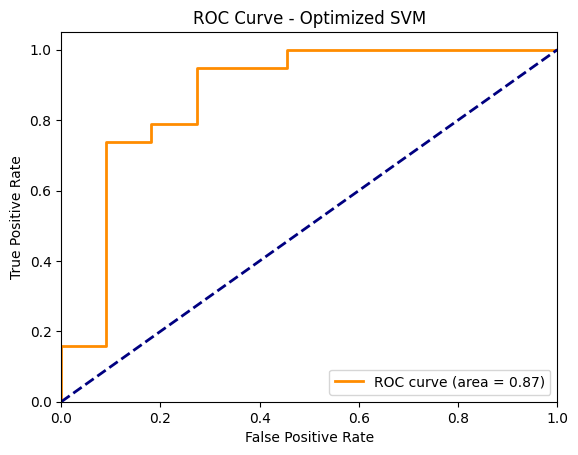 ROC Curve - Optimized SVM
True Positive Rate
1.0
0.8
0.6
0.4
0.2
0.0
0.0 0.2 0.4 0.6 0.8 1.0
False Positive Rate
ROC curve (area = 0.87)